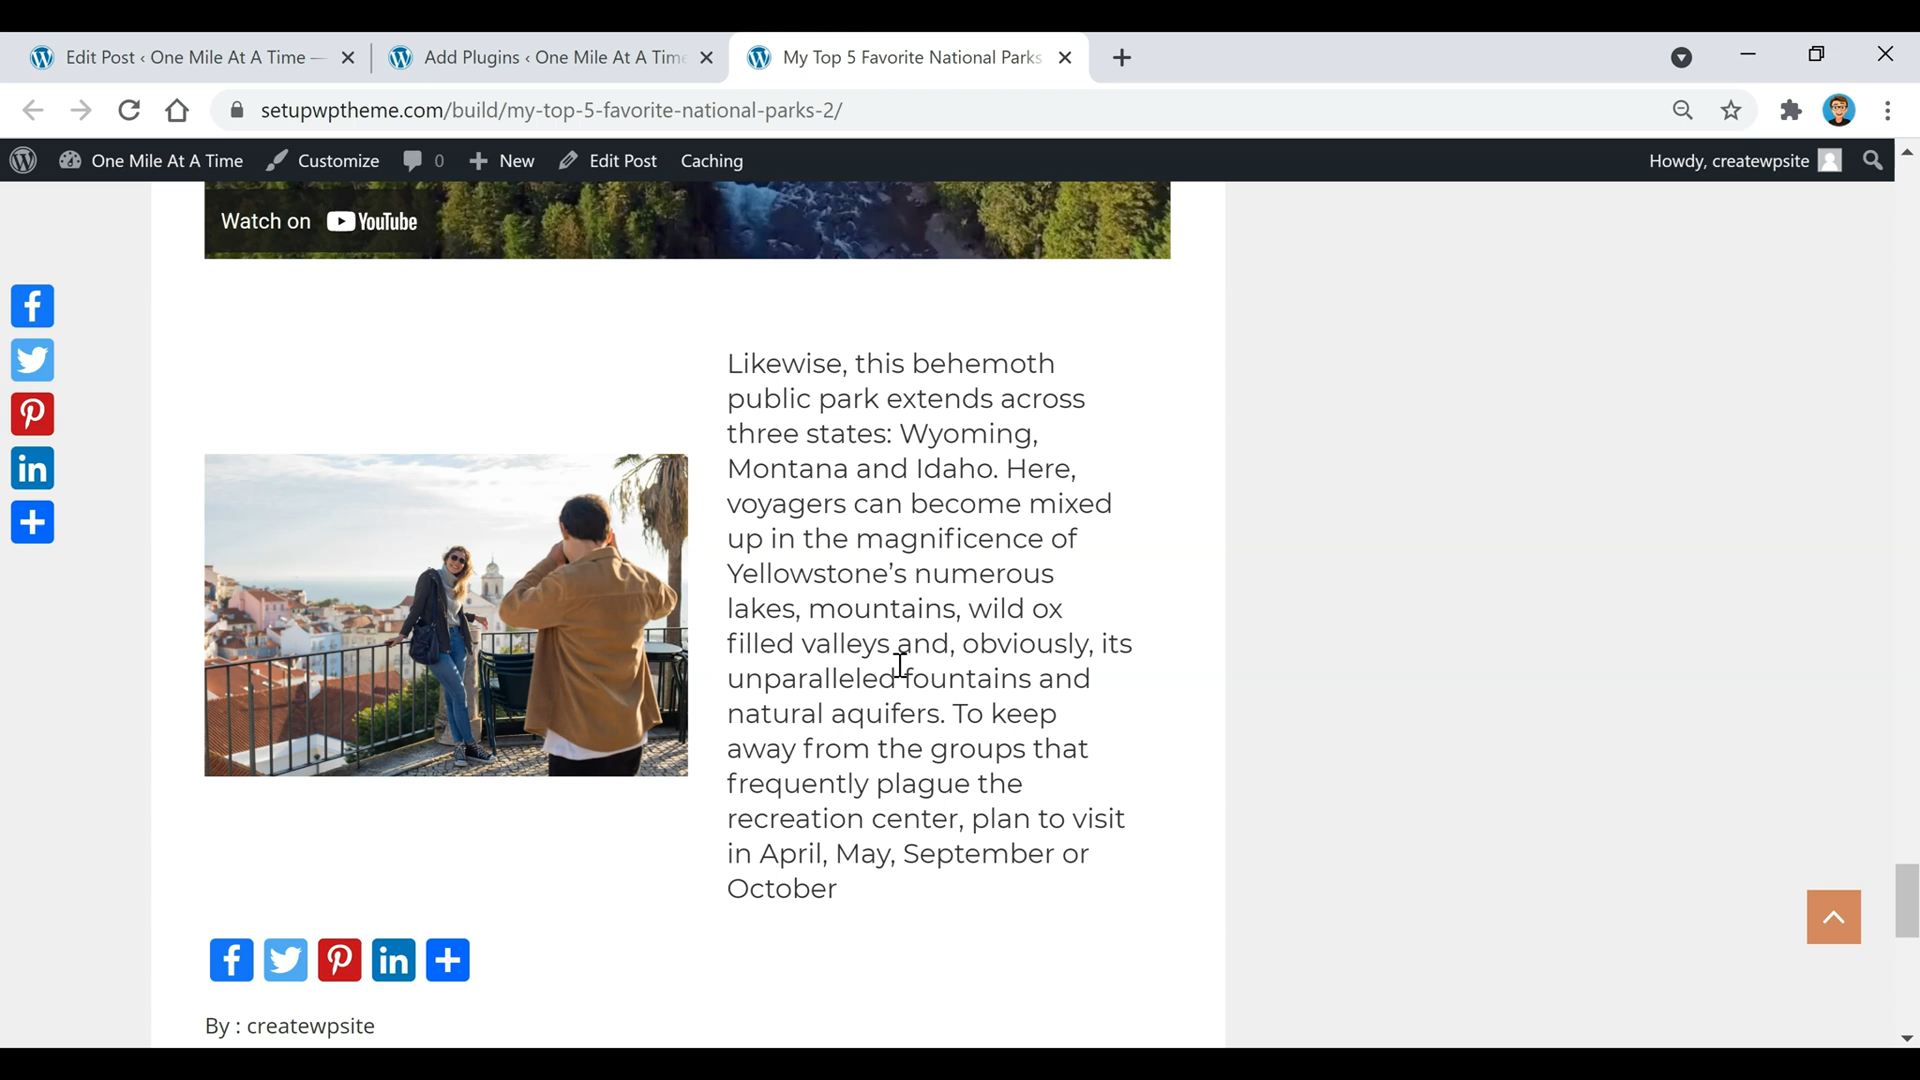 Edit Post ‹ One Mile At A Time —
Add Plugins ‹ One Mile At A Time
My Top 5 Favorite National Parks
setupwptheme.com/build/my-top-5-favorite-national-parks-2/
One Mile At A Time
Customize
0
New
Edit Post
Caching
Howdy, createwpsite
Watch on YouTube
Likewise, this behemoth
public park extends across
three states: Wyoming,
Montana and Idaho. Here,
voyagers can become mixed
up in the magnificence of
Yellowstone’s numerous
lakes, mountains, wild ox
filled valleys and, obviously, its
unparalleled fountains and
natural aquifers. To keep
away from the groups that
frequently plague the
recreation center, plan to visit
in April, May, September or
October
By : createwpsite